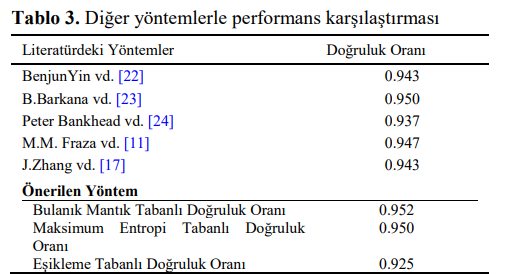 Tablo 3. Diğer yöntemlerle performans karşılaştırması
Literatürdeki Yöntemler Doğruluk Oranı
BenjunYin vd. [22] 0.943
B.Barkana vd. [23] 0.950
Peter Bankhead vd. [24] 0.937
M.M. Fraza vd. [11] 0.947
J.Zhang vd. [17] 0.943
Önerilen Yöntem
Bulanık Mantık Tabanlı Doğruluk Oranı 0.952
Maksimum Entropi Tabanlı Doğruluk 0.950
Oranı
Eşikleme Tabanlı Doğruluk Oranı 0.925